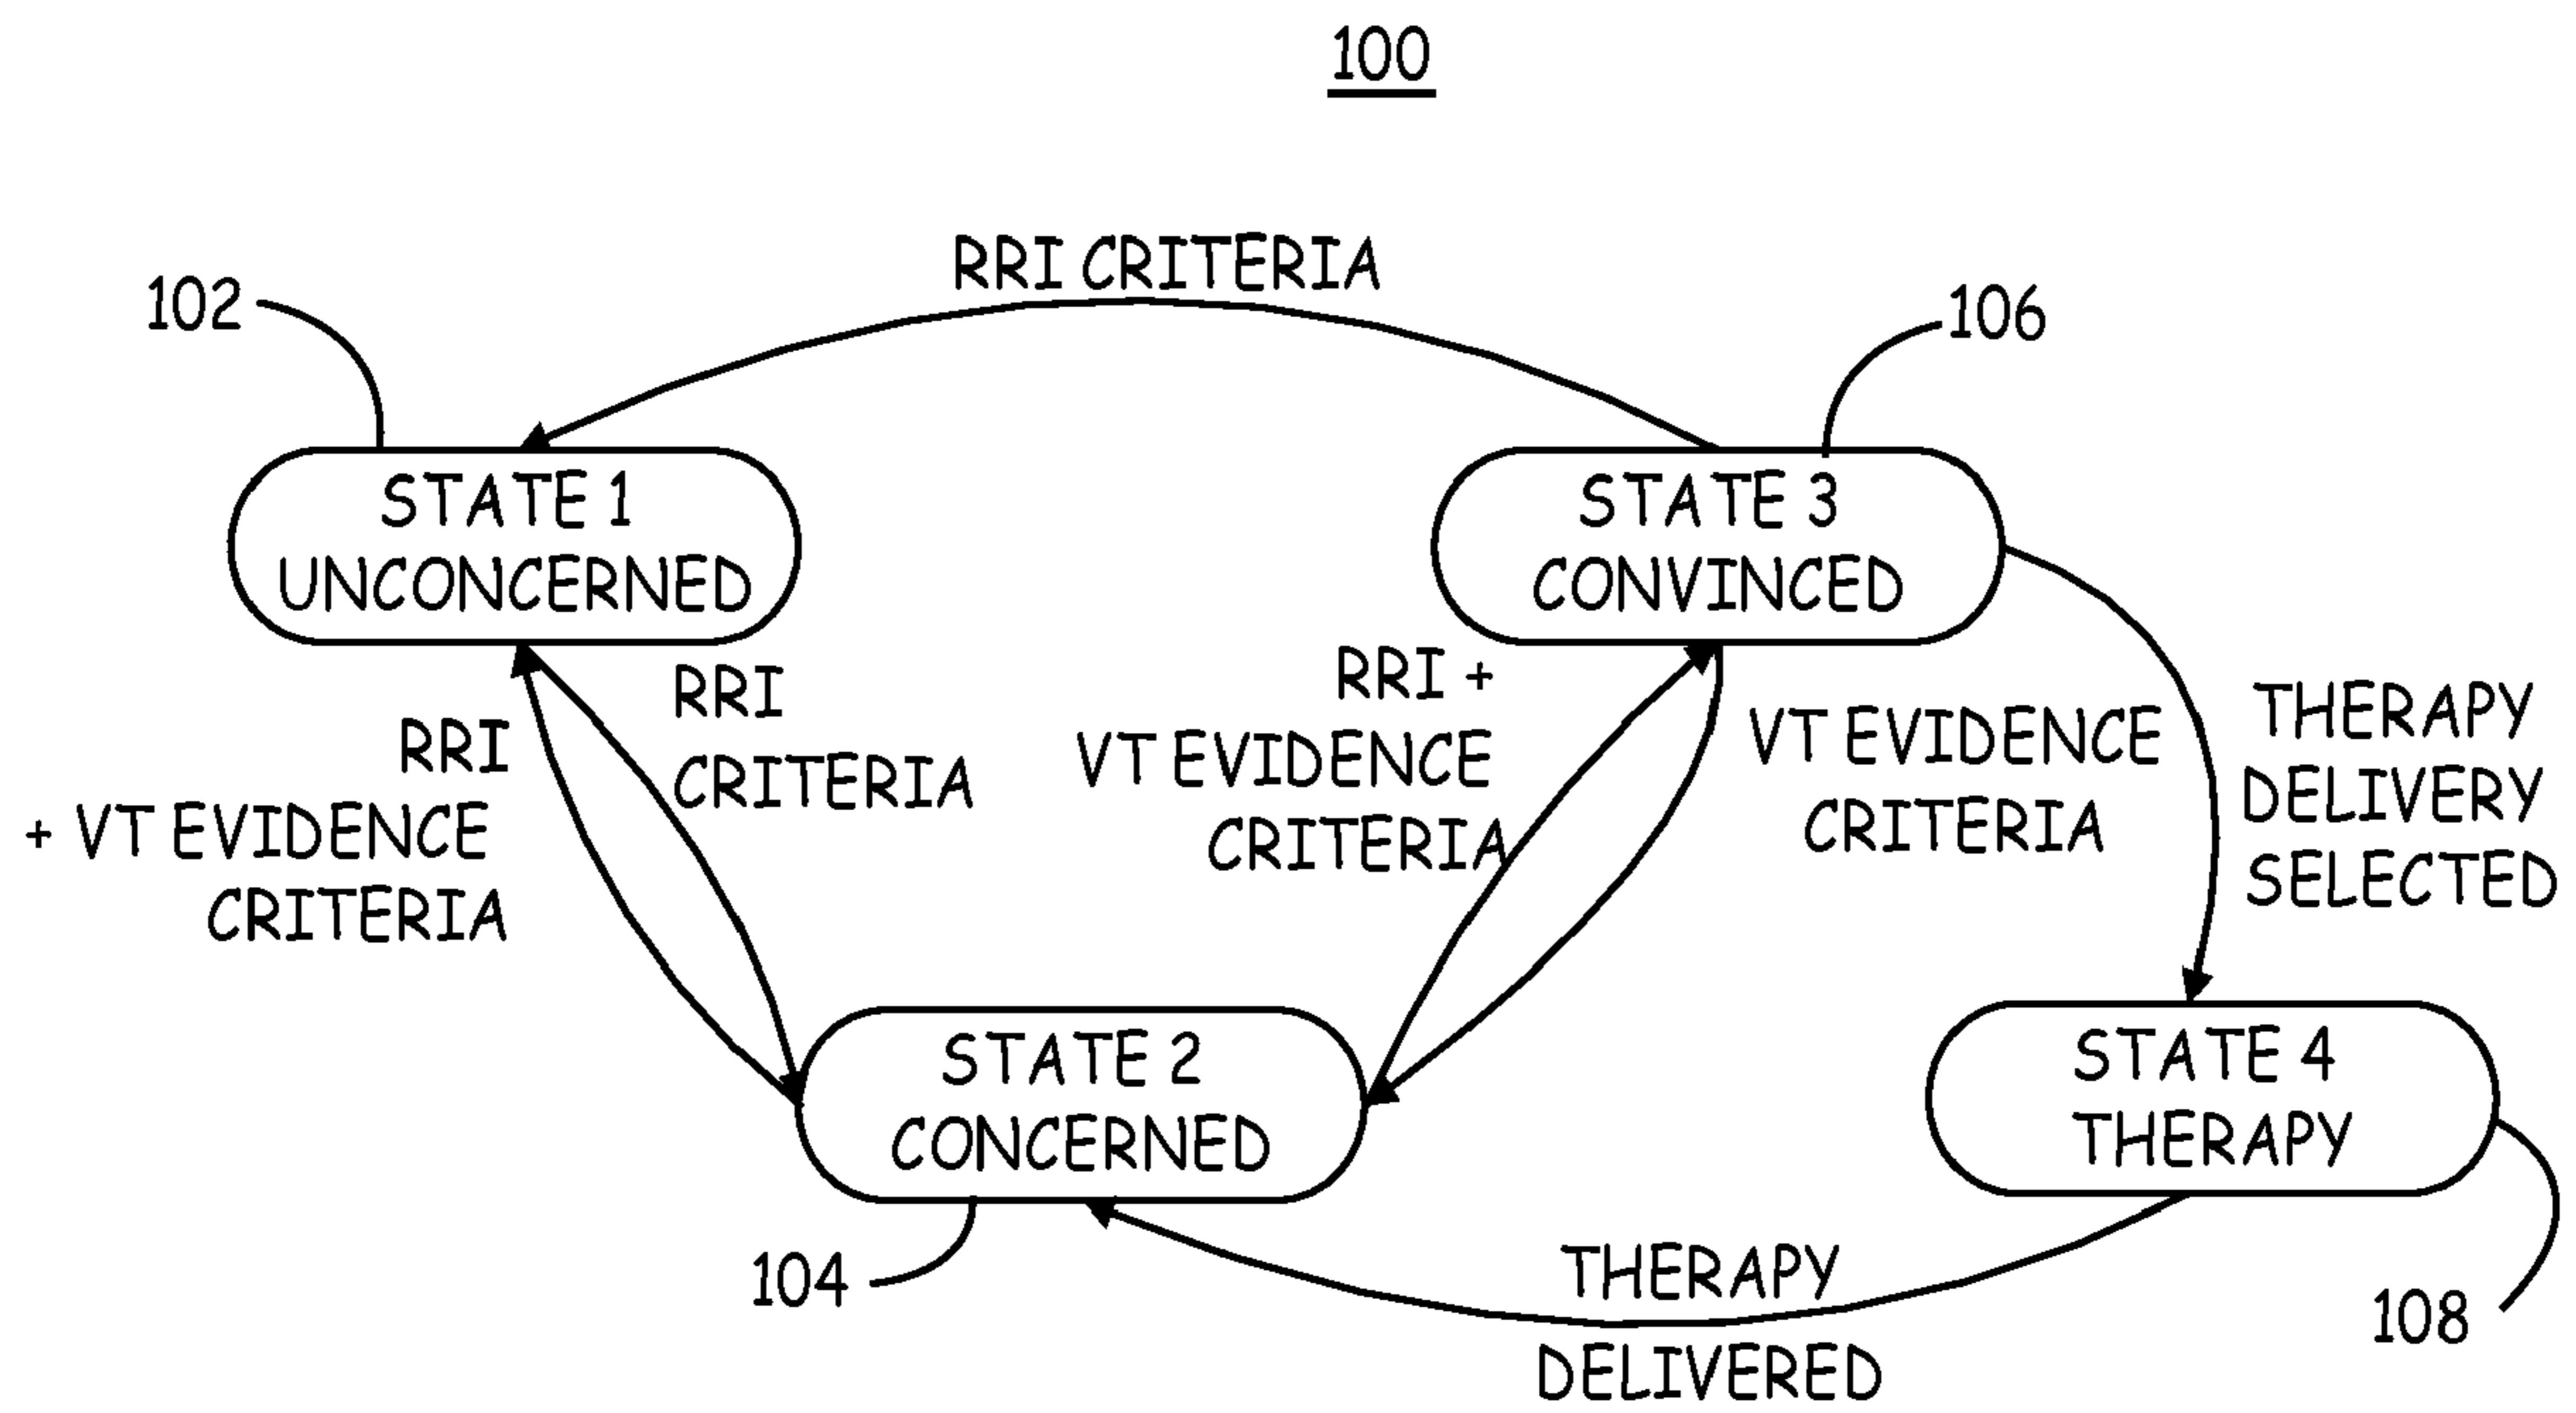 100
RRI CRITERIA
102
106
STATE 1
UNCONCERNED
STATE 3
CONVINCED
RRI
+ VT EVIDENCE
CRITERIA
RRI
CRITERIA
RRI +
VT EVIDENCE
CRITERIA
VT EVIDENCE
CRITERIA
THERAPY
DELIVERY
SELECTED
STATE 2
CONCERNED
STATE 4
THERAPY
104
THERAPY
DELIVERED
108